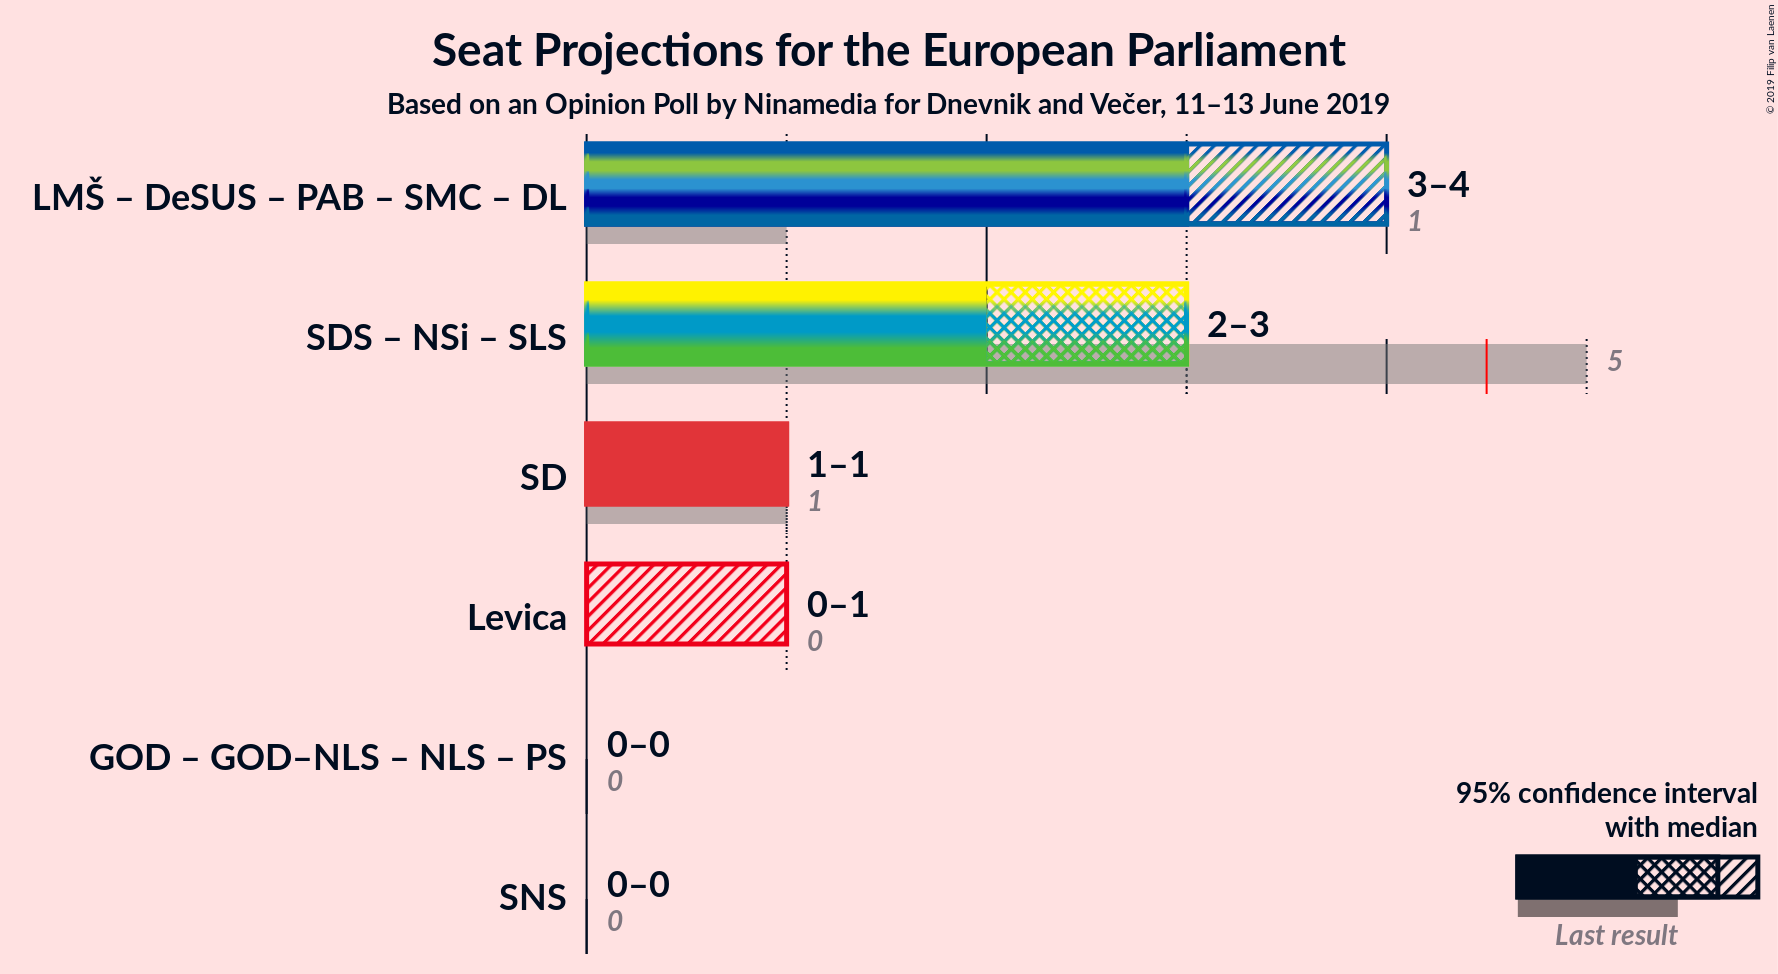 Seat Projections for the European Parliament
Based on an Opinion Poll by Ninamedia for Dnevnik and Večer, 11–13 June 2019
© 2019 Filip van Laenen
LMŠ – DeSUS – PAB – SMC – DL
3–4
1
SDS – NSi – SLS
2–3
5
SD
1–1
1
Levica
0–1
0
GOD – GOD–NLS – NLS – PS
0–0
0
SNS
0–0
0
95% confidence interval
with median
Last result